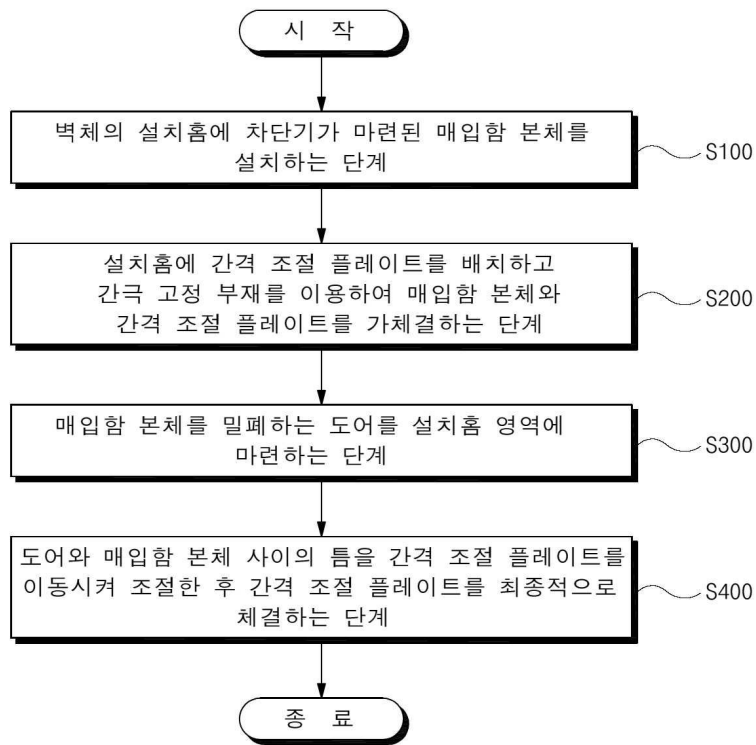 시 작
벽체의 설치홈에 차단기가 마련된 매입함 본체를
설치하는 단계
S100
설치홈에 간격 조절 플레이트를 배치하고
간극 고정 부재를 이용하여 매입함 본체와
간격 조절 플레이트를 가체결하는 단계
S200
매입함 본체를 밀폐하는 도어를 설치홈 영역에
마련하는 단계
S300
도어와 매입함 본체 사이의 틈을 간격 조절 플레이트를
이동시켜 조절한 후 간격 조절 플레이트를 최종적으로
체결하는 단계
S400
종 료